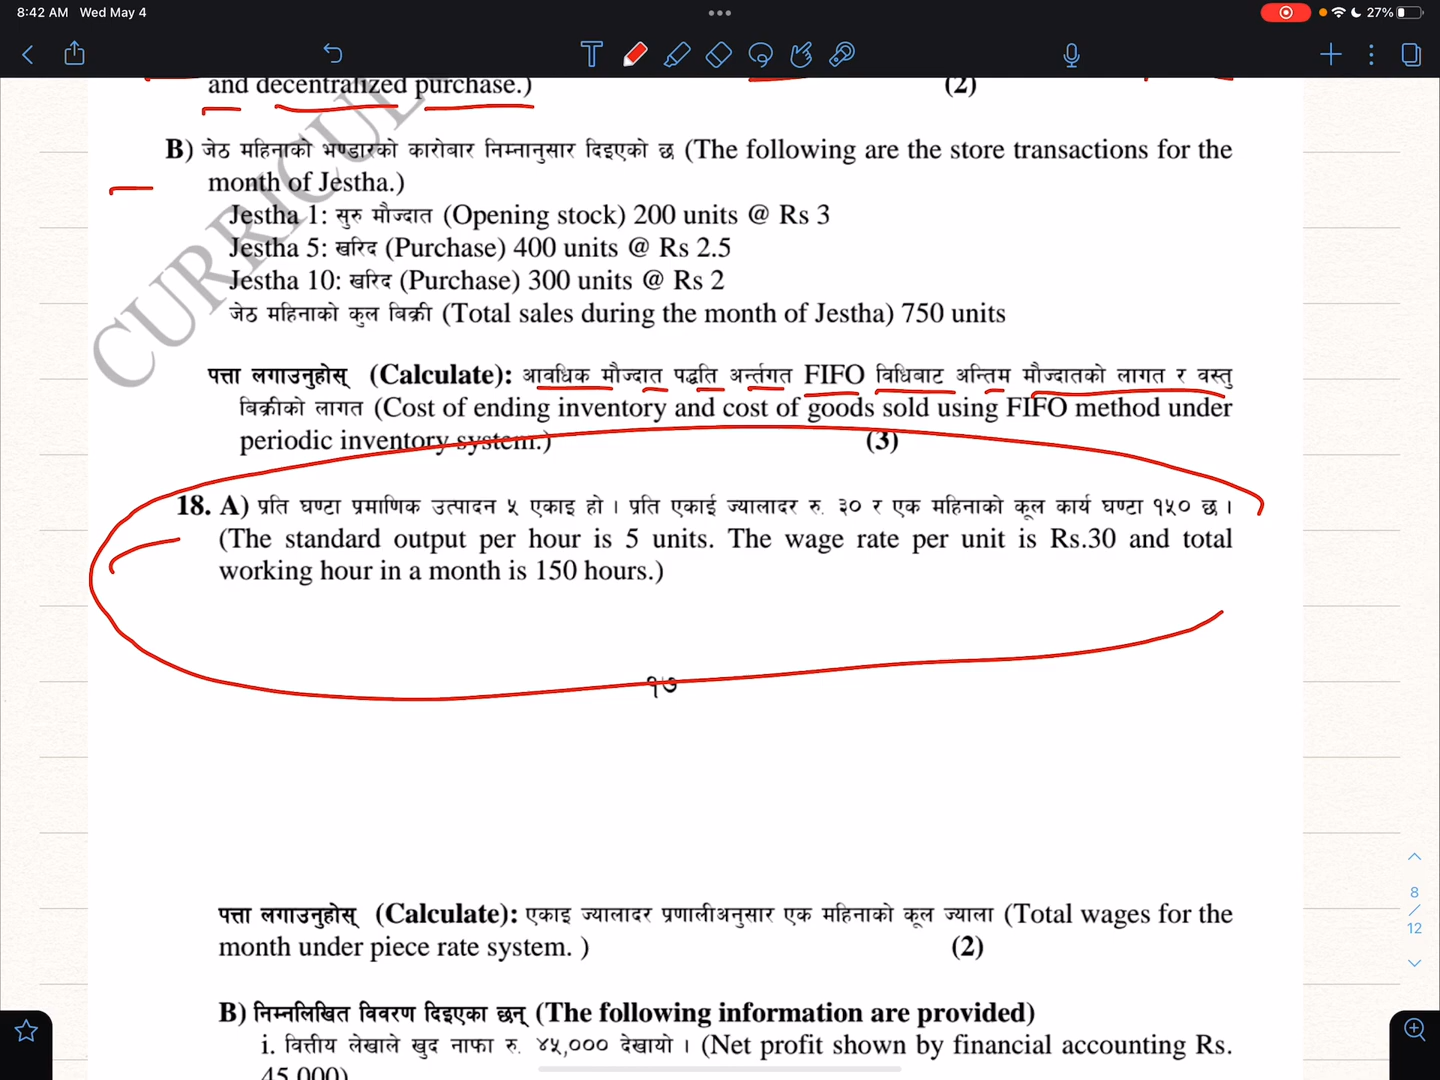 8:42 AM Wed May 4
27%
and decentralized purchase.) (2)
B) जेठ महिनाको भण्डारको कारोबार निम्नानुसार दिइएको छ (The following are the store transactions for the
month of Jestha.)
Jestha 1: सुरु मौज्दात (Opening stock) 200 units @ Rs 3
Jestha 5: खरिद (Purchase) 400 units @ Rs 2.5
Jestha 10: खरिद (Purchase) 300 units @ Rs 2
जेठ महिनाको कुल बिक्री (Total sales during the month of Jestha) 750 units
पत्ता लगाउनुहोस् (Calculate): आवधिक मौज्दात पद्धति अर्न्तगत FIFO विधिबाट अन्तिम मौज्दातको लागत र वस्तु
बिक्रीको लागत (Cost of ending inventory and cost of goods sold using FIFO method under
periodic inventory system.) (3)
18. A) प्रति घण्टा प्रमाणिक उत्पादन ५ एकाइ हो । प्रति एकाई ज्यालादर रु. ३० र एक महिनाको कूल कार्य घण्टा १५० छ ।
(The standard output per hour is 5 units. The wage rate per unit is Rs.30 and total
working hour in a month is 150 hours.)
१७
पत्ता लगाउनुहोस् (Calculate): एकाइ ज्यालादर प्रणालीअनुसार एक महिनाको कूल ज्याला (Total wages for the
month under piece rate system. ) (2)
B) निम्नलिखित विवरण दिइएका छन् (The following information are provided)
i. वित्तीय लेखाले खुद नाफा रु. ४५,००० देखायो । (Net profit shown by financial accounting Rs.
45,000)
CURRICUL
8
/
12